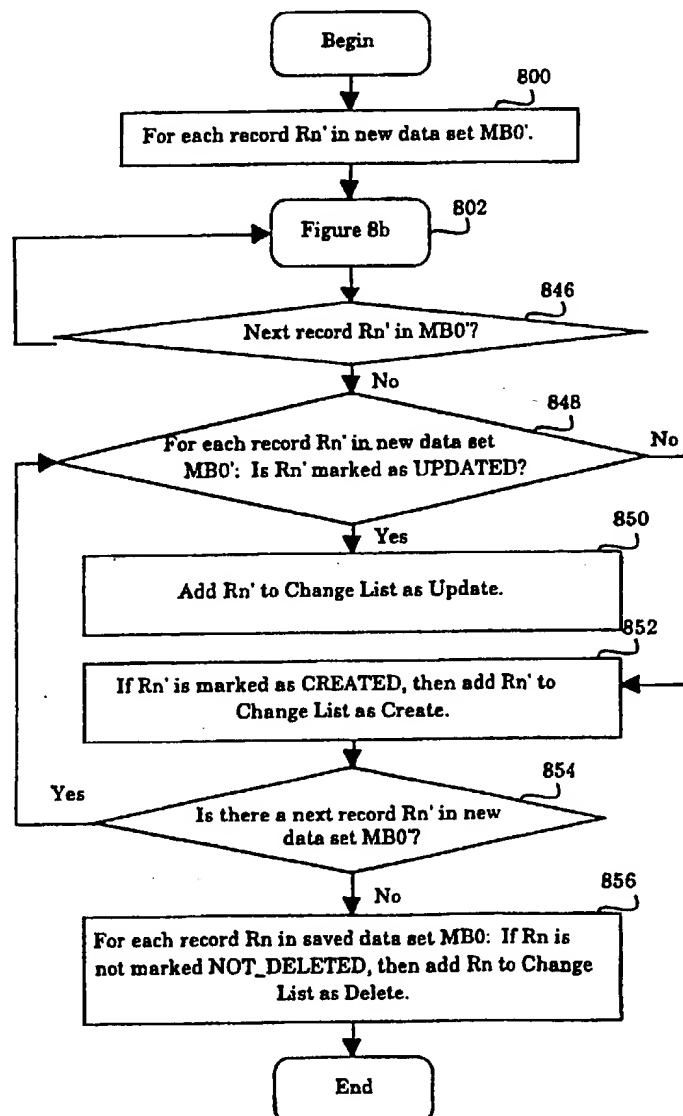 Begin
800
For each record Rn' in new data set MB0'.
Figure 8b
802
846
Next record Rn' in MB0'?
No
848
For each record Rn' in new data set
MB0': Is Rn' marked as UPDATED?
No
Yes
850
Add Rn' to Change List as Update.
852
If Rn' is marked as CREATED, then add Rn' to
Change List as Create.
854
Yes
Is there a next record Rn' in new
data set MB0'?
No
856
For each record Rn in saved data set MB0: If Rn is
not marked NOT_DELETED, then add Rn to Change
List as Delete.
End